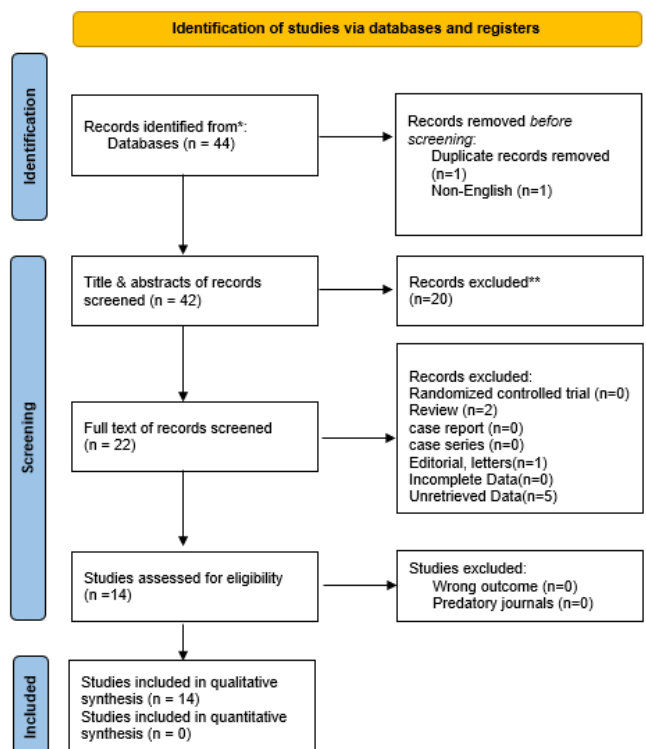 Identification of studies via databases and registers
Identification
Records identified from*:
Databases (n = 44)
Records removed before
screening:
Duplicate records removed
(n=1)
Non-English (n=1)
Screening
Title & abstracts of records
screened (n = 42)
Records excluded**
(n=20)
Full text of records screened
(n = 22)
Records excluded:
Randomized controlled trial (n=0)
Review (n=2)
case report (n=0)
case series (n=0)
Editorial, letters(n=1)
Incomplete Data(n=0)
Unretrieved Data(n=5)
Studies assessed for eligibility
(n =14)
Studies excluded:
Wrong outcome (n=0)
Predatory journals (n=0)
Included
Studies included in qualitative
synthesis (n = 14)
Studies included in quantitative
synthesis (n = 0)